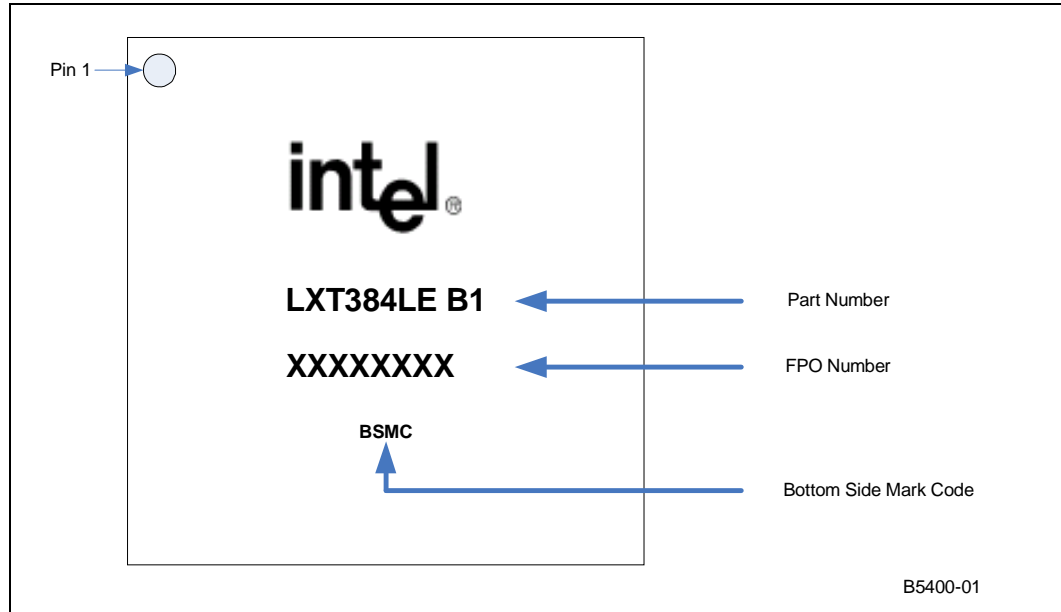 Pin 1
intel®
LXT384LE B1
Part Number
XXXXXXXX
FPO Number
BSMC
Bottom Side Mark Code
B5400-01